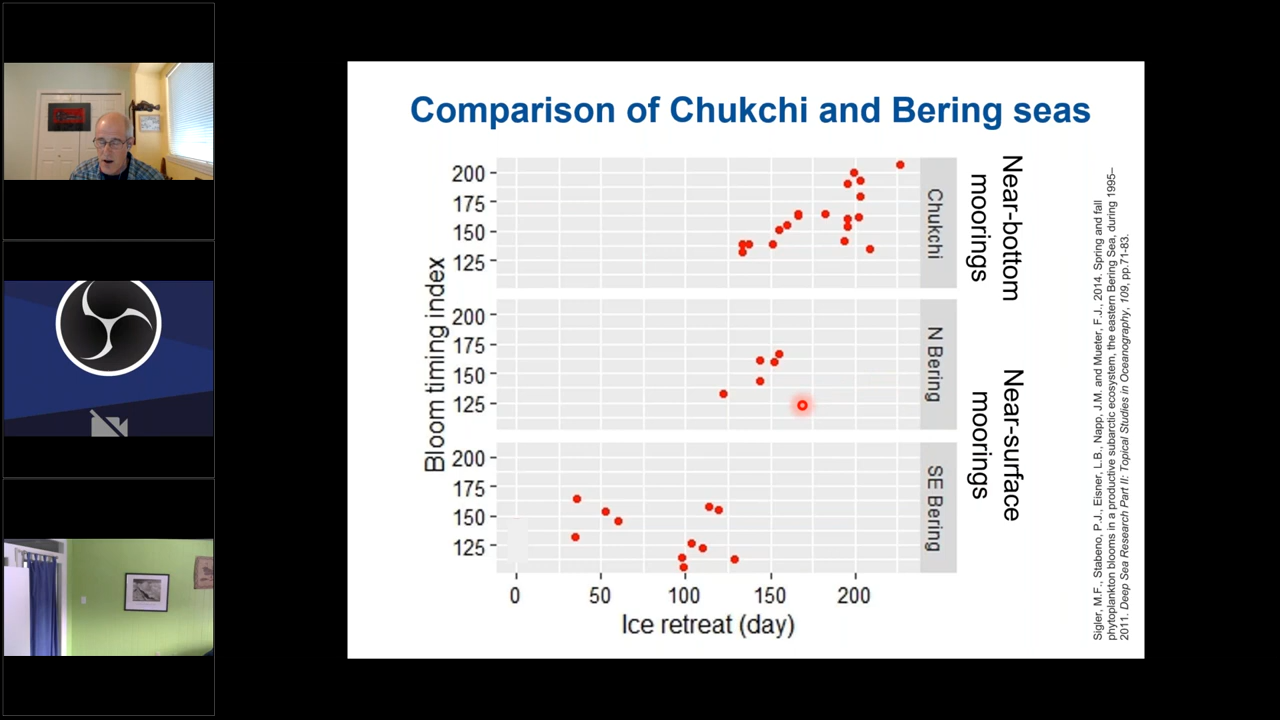 Comparison of Chukchi and Bering seas
Bloom timing index
200
175
150
125
Chukchi
200
175
150
125
N Bering
200
175
150
125
SE Bering
0 50 100 150 200
Ice retreat (day)
Near-bottom
moorings
Near-surface
moorings
Sigler, M.F., Stabeno, P.J., Eisner, L.B., Napp, J.M. and Mueter, F.J., 2014. Spring and fall
phytoplankton blooms in a productive subarctic ecosystem, the eastern Bering Sea, during 1995–
2011. Deep Sea Research Part II: Topical Studies in Oceanography, 109, pp.71-83.